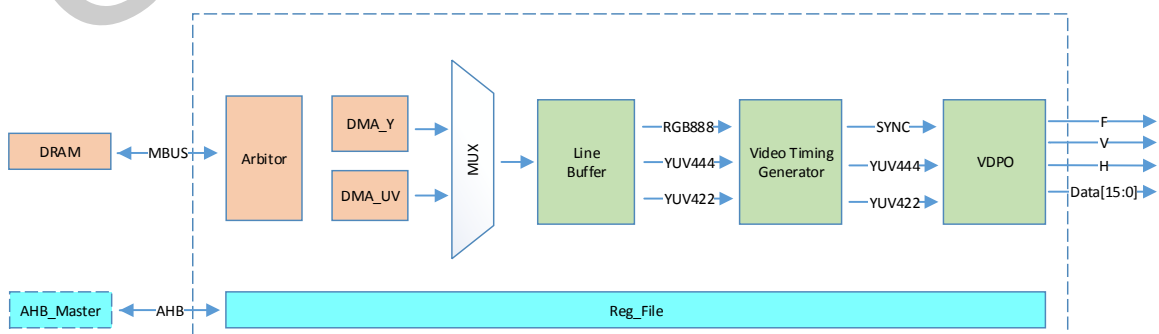 DRAM
MBUS
Arbitor
DMA_Y
DMA_UV
MUX
Line
Buffer
RGB888
YUV444
YUV422
Video Timing
Generator
SYNC
YUV444
YUV422
VDPO
F
V
H
Data[15:0]
AHB_Master
AHB
Reg_File